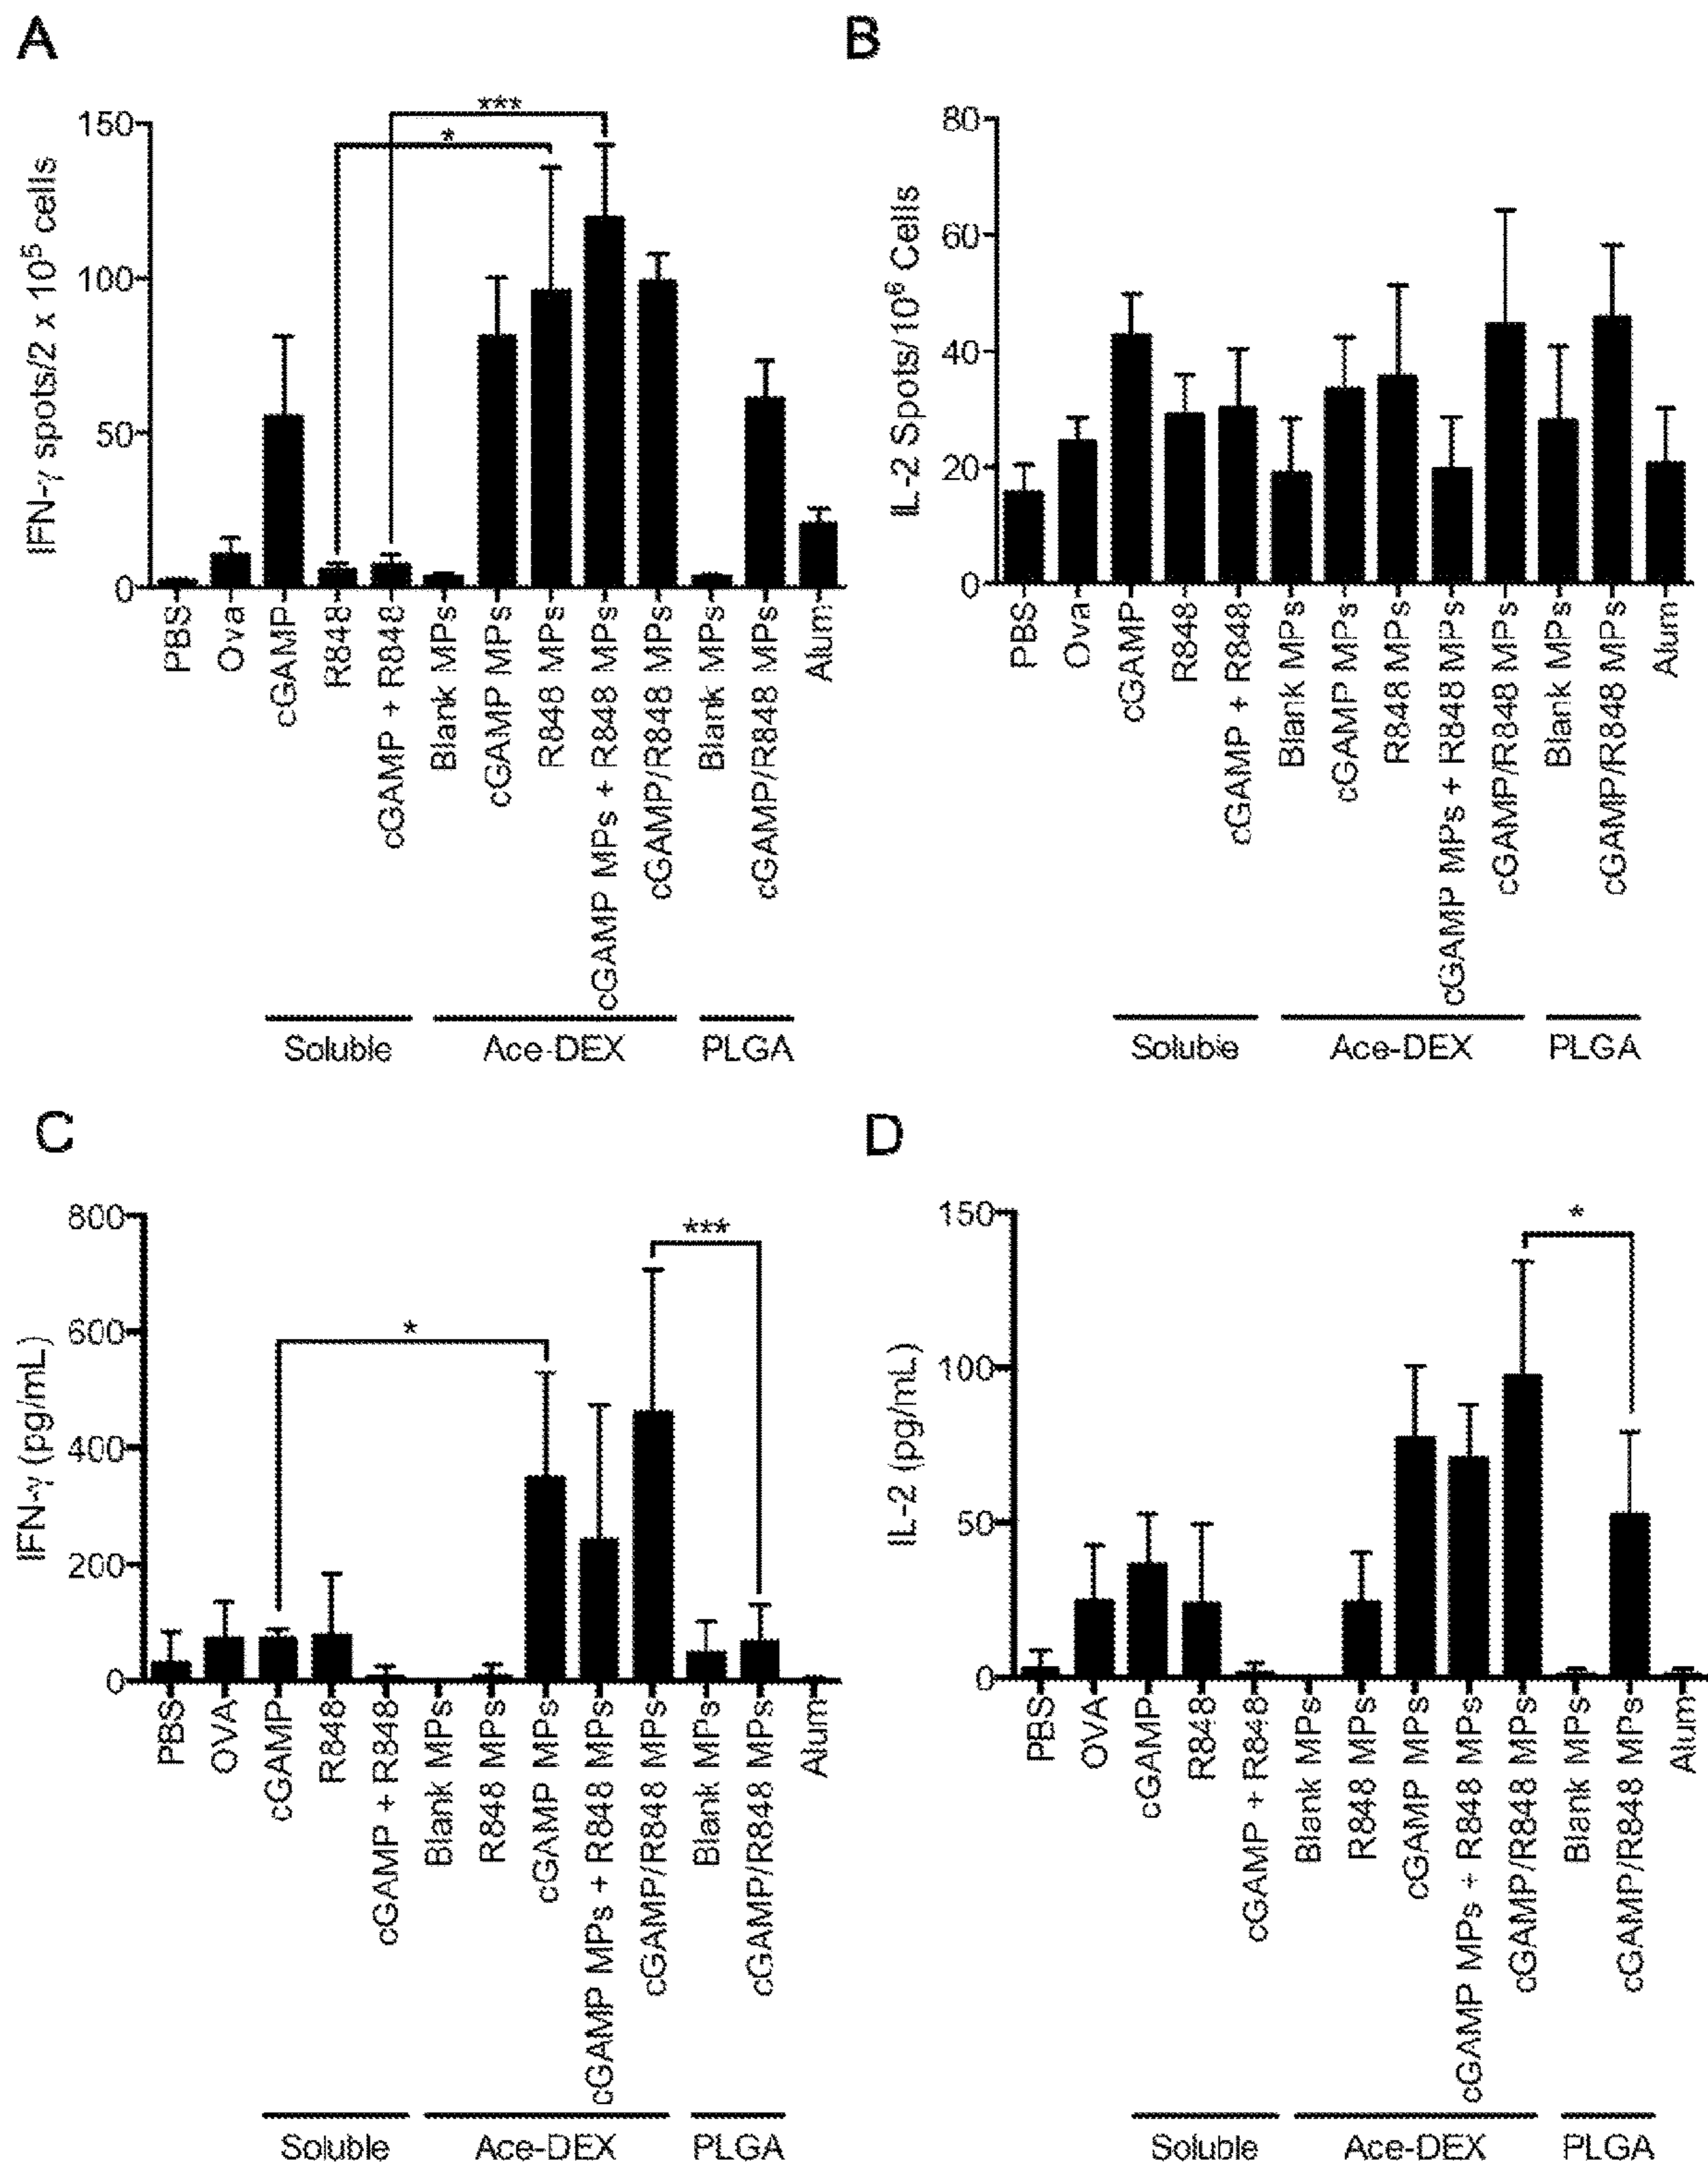 A
IFN-γ spots/2 x 10⁵ cells
150
100
50
0
***
*
PBS
Ova
cGAMP
R848
cGAMP + R848
Blank MPs
cGAMP MPs
R848 MPs
cGAMP MPs + R848 MPs
cGAMP/R848 MPs
Blank MPs
cGAMP/R848 MPs
Alum
Soluble
Ace-DEX
PLGA
B
IL-2 Spots/10⁶ Cells
80
60
40
20
0
PBS
Ova
cGAMP
R848
cGAMP + R848
Blank MPs
cGAMP MPs
R848 MPs
cGAMP MPs + R848 MPs
cGAMP/R848 MPs
Blank MPs
cGAMP/R848 MPs
Alum
Soluble
Ace-DEX
PLGA
C
IFN-γ (pg/mL)
800
600
400
200
0
*
***
PBS
OVA
cGAMP
R848
cGAMP + R848
Blank MPs
R848 MPs
cGAMP MPs
cGAMP MPs + R848 MPs
cGAMP/R848 MPs
Blank MPs
cGAMP/R848 MPs
Alum
Soluble
Ace-DEX
PLGA
D
IL-2 (pg/mL)
150
100
50
0
*
PBS
OVA
cGAMP
R848
cGAMP + R848
Blank MPs
R848 MPs
cGAMP MPs
cGAMP MPs + R848 MPs
cGAMP/R848 MPs
Blank MPs
cGAMP/R848 MPs
Alum
Soluble
Ace-DEX
PLGA